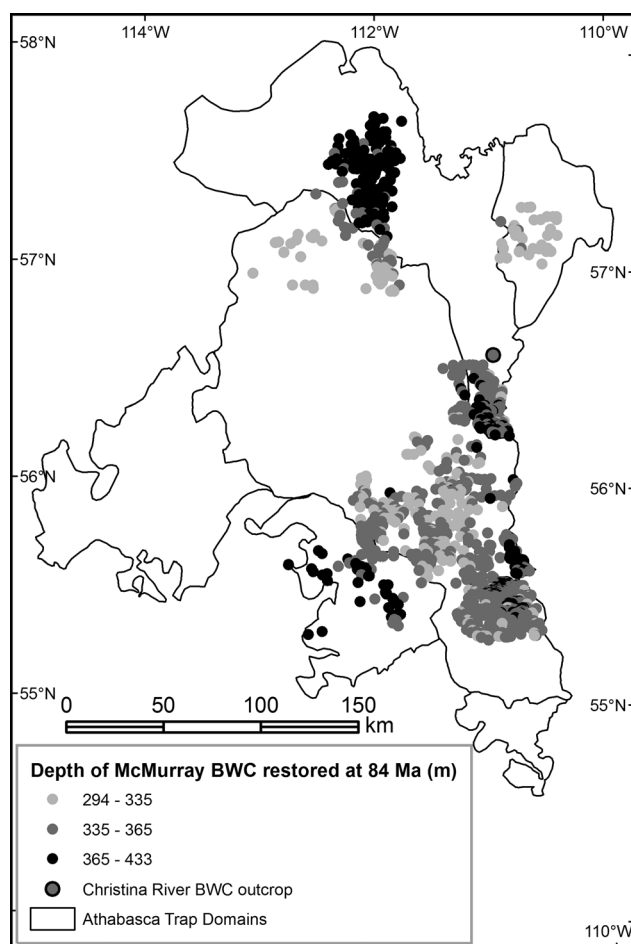 114°W 112°W 110°W
58°N
57°N 57°N
56°N 56°N
55°N 55°N
0 50 100 150
km
Depth of McMurray BWC restored at 84 Ma (m)
294 - 335
335 - 365
365 - 433
Christina River BWC outcrop
Athabasca Trap Domains
110°W